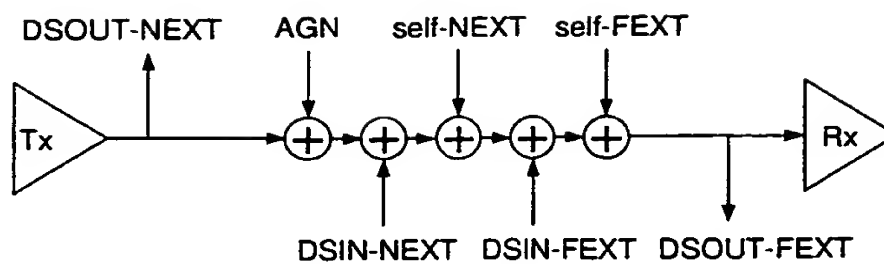 DSOUT-NEXT AGN self-NEXT self-FEXT
Tx + + + + + Rx
DSIN-NEXT DSIN-FEXT DSOUT-FEXT